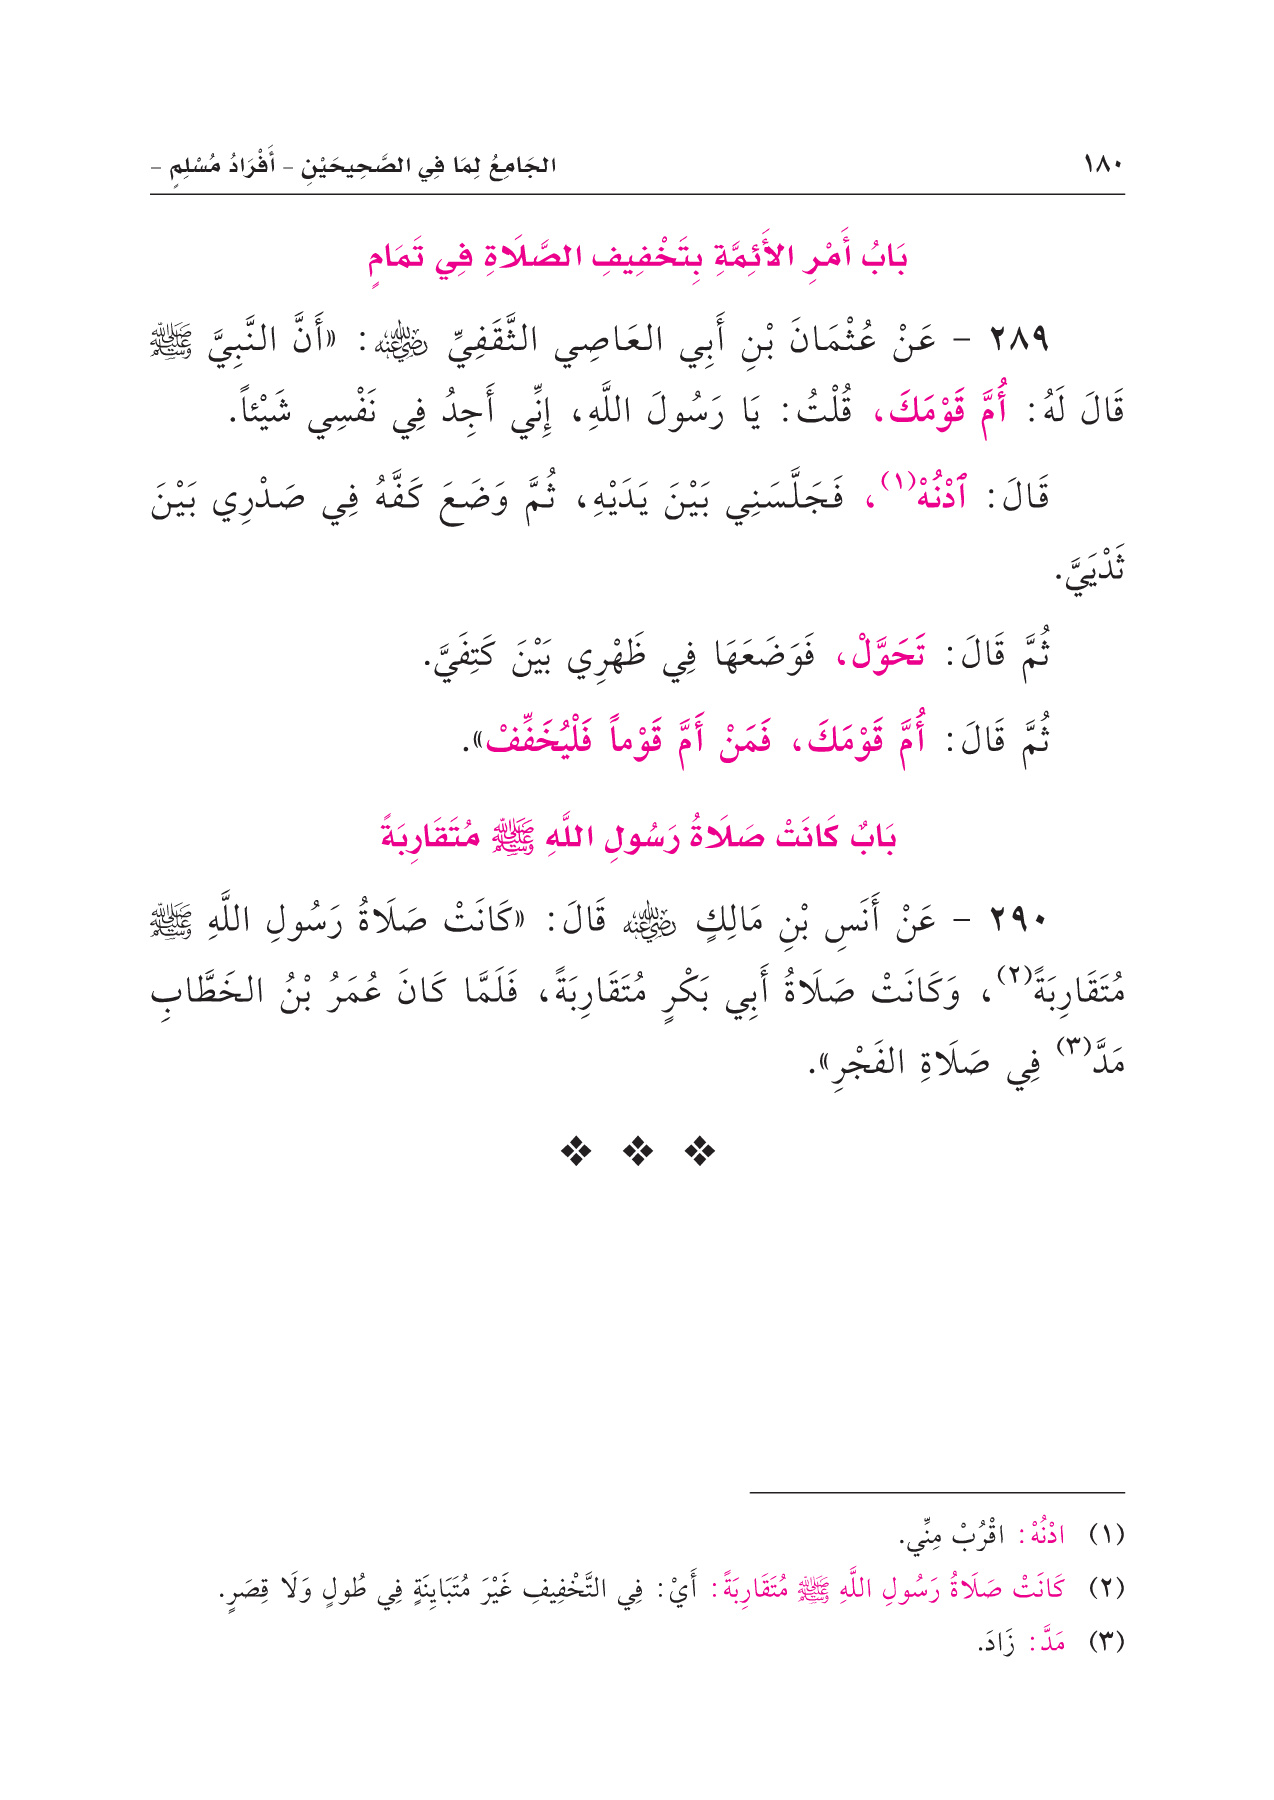 ١٨٠ الجَامِعُ لِمَا فِي الصَّحِيحَيْنِ – أَفْرَادُ مُسْلِمٍ –
بَابُ أَمْرِ الأَئِمَّةِ بِتَخْفِيفِ الصَّلَاةِ فِي تَمَامٍ
٢٨٩ – عَنْ عُثْمَانَ بْنِ أَبِي العَاصِي الثَّقَفِيِّ رضي الله عنه: «أَنَّ النَّبِيَّ ﷺ
قَالَ لَهُ: أُمَّ قَوْمَكَ، قُلْتُ: يَا رَسُولَ اللَّهِ، إِنِّي أَجِدُ فِي نَفْسِي شَيْئاً.
قَالَ: ٱدْنُهْ(١)، فَجَلَّسَنِي بَيْنَ يَدَيْهِ، ثُمَّ وَضَعَ كَفَّهُ فِي صَدْرِي بَيْنَ
ثَدْيَيَّ.
ثُمَّ قَالَ: تَحَوَّلْ، فَوَضَعَهَا فِي ظَهْرِي بَيْنَ كَتِفَيَّ.
ثُمَّ قَالَ: أُمَّ قَوْمَكَ، فَمَنْ أَمَّ قَوْماً فَلْيُخَفِّفْ».
بَابٌ كَانَتْ صَلَاةُ رَسُولِ اللَّهِ ﷺ مُتَقَارِبَةً
٢٩٠ – عَنْ أَنَسِ بْنِ مَالِكٍ رضي الله عنه قَالَ: «كَانَتْ صَلَاةُ رَسُولِ اللَّهِ ﷺ
مُتَقَارِبَةً(٢)، وَكَانَتْ صَلَاةُ أَبِي بَكْرٍ مُتَقَارِبَةً، فَلَمَّا كَانَ عُمَرُ بْنُ الخَطَّابِ
مَدَّ(٣) فِي صَلَاةِ الفَجْرِ».
(١) ادْنُهْ: اقْرُبْ مِنِّي.
(٢) كَانَتْ صَلَاةُ رَسُولِ اللَّهِ ﷺ مُتَقَارِبَةً: أَيْ: فِي التَّخْفِيفِ غَيْرَ مُتَبَايِنَةٍ فِي طُولٍ وَلَا قِصَرٍ.
(٣) مَدَّ: زَادَ.